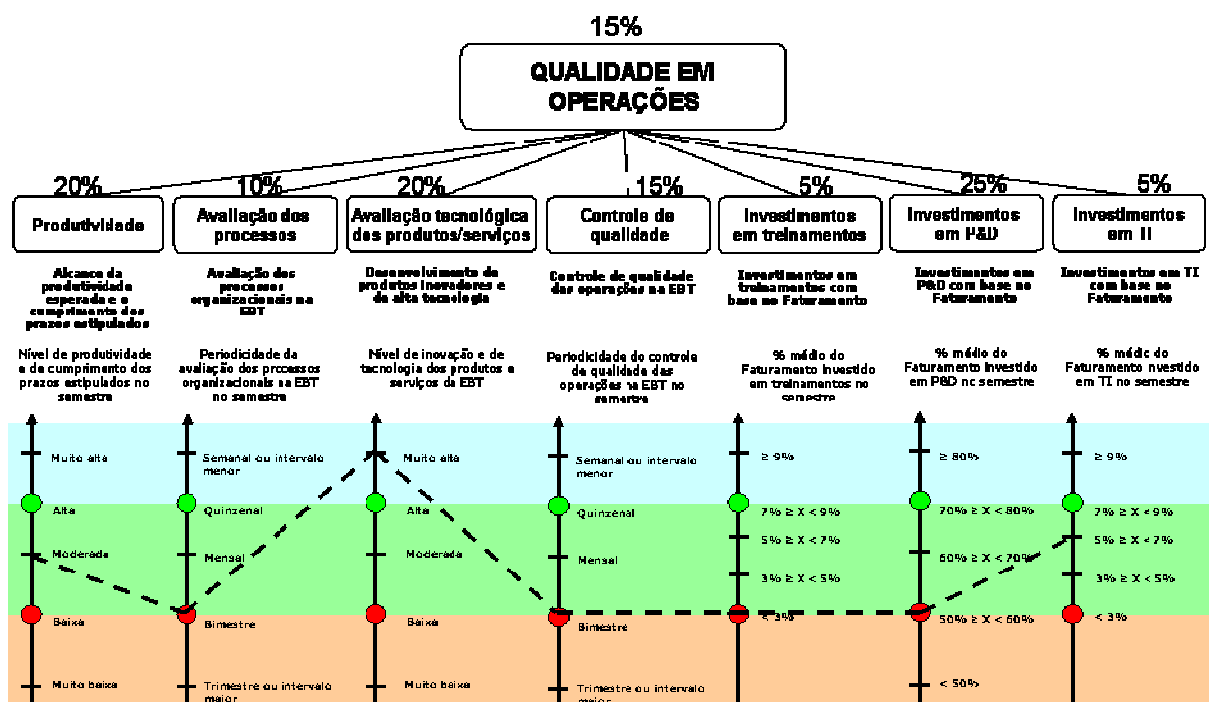 15%
QUALIDADE EM
OPERAÇÕES
20%
10%
20%
15%
5%
25%
5%
Produtividade
Avaliação dos
processos
Avaliação tecnológica
dos produtos/serviços
Controle de
qualidade
Investimentos
em treinamentos
Investimentos
em P&D
Investimentos
em TI
Alcance da
produtividade
esperada e o
cumprimento dos
prazos estipulados
Avaliação dos
processos
organizacionais na
EBT
Desenvolvimento de
produtos inovadores e
de alta tecnologia
Controle de qualidade
das operações na EBT
Investimentos em
treinamentos com
base no Faturamento
Investimentos em
P&D com base no
Faturamento
Investimentos em TI
com base no
Faturamento
Nível de produtividade
e de cumprimento dos
prazos estipulados no
semestre
Periodicidade da
avaliação dos processos
organizacionais na EBT
no semestre
Nível de inovação e de
tecnologia dos produtos e
serviços da EBT
Periodicidade do controle
de qualidade das
operações na EBT no
semestre
% médio do
Faturamento investido
em treinamentos no
semestre
% médio do
Faturamento investido
em P&D no semestre
% médio do
Faturamento nvestido
em TI no semestre
Muito alta
Alta
Moderada
Baixa
Muito baixa
Semanal ou intervalo
menor
Quinzenal
Mensal
Bimestre
Trimestre ou intervalo
maior
Muito alta
Alta
Moderada
Baixa
Muito baixa
Semanal ou intervalo
menor
Quinzenal
Mensal
Bimestre
Trimestre ou intervalo
maior
≥ 9%
7% ≥ X < 9%
5% ≥ X < 7%
3% ≥ X < 5%
< 3%
≥ 80%
70% ≥ X < 80%
60% ≥ X < 70%
50% ≥ X < 60%
< 50%
≥ 9%
7% ≥ X < 9%
5% ≥ X < 7%
3% ≥ X < 5%
< 3%